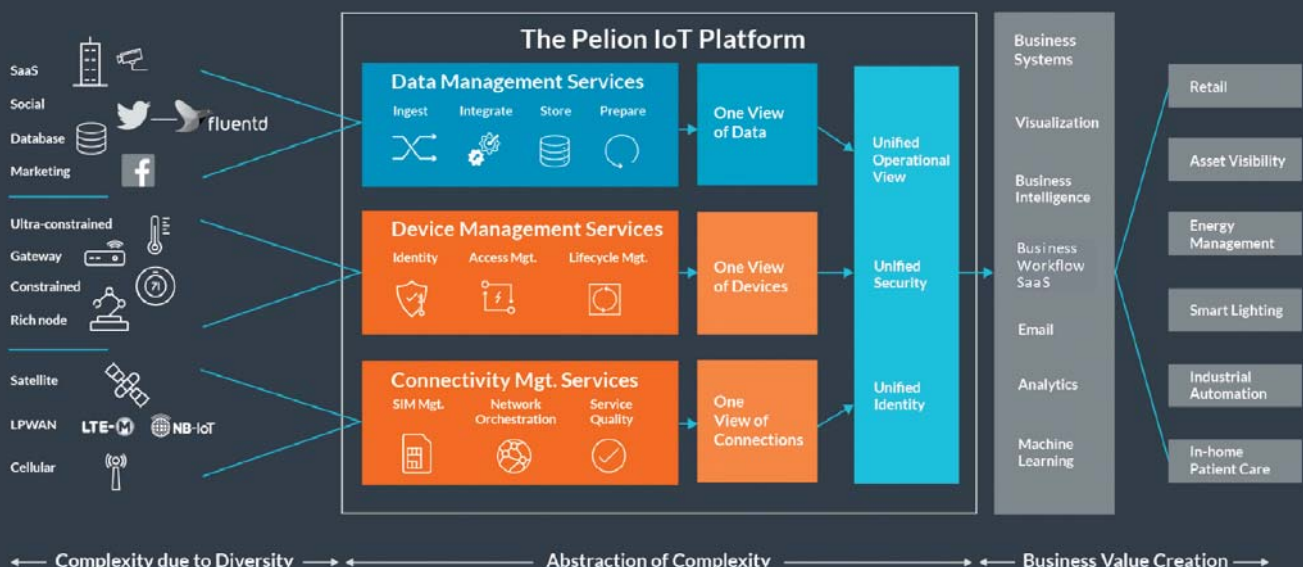 The Pelion IoT Platform
SaaS
Social
fluentd
Database
Marketing
Ultra-constrained
Gateway
Constrained
Rich node
Satellite
LPWAN
LTE-M
NB-IoT
Cellular
Data Management Services
Ingest
Integrate
Store
Prepare
One View
of Data
Device Management Services
Identity
Access Mgt.
Lifecycle Mgt.
One View
of Devices
Connectivity Mgt. Services
SIM Mgt.
Network
Orchestration
Service
Quality
One
View of
Connections
Unified
Operational
View
Unified
Security
Unified
Identity
Business
Systems
Visualization
Business
Intelligence
Business
Workflow
SaaS
Email
Analytics
Machine
Learning
Retail
Asset Visibility
Energy
Management
Smart Lighting
Industrial
Automation
In-home
Patient Care
Complexity due to Diversity
Abstraction of Complexity
Business Value Creation